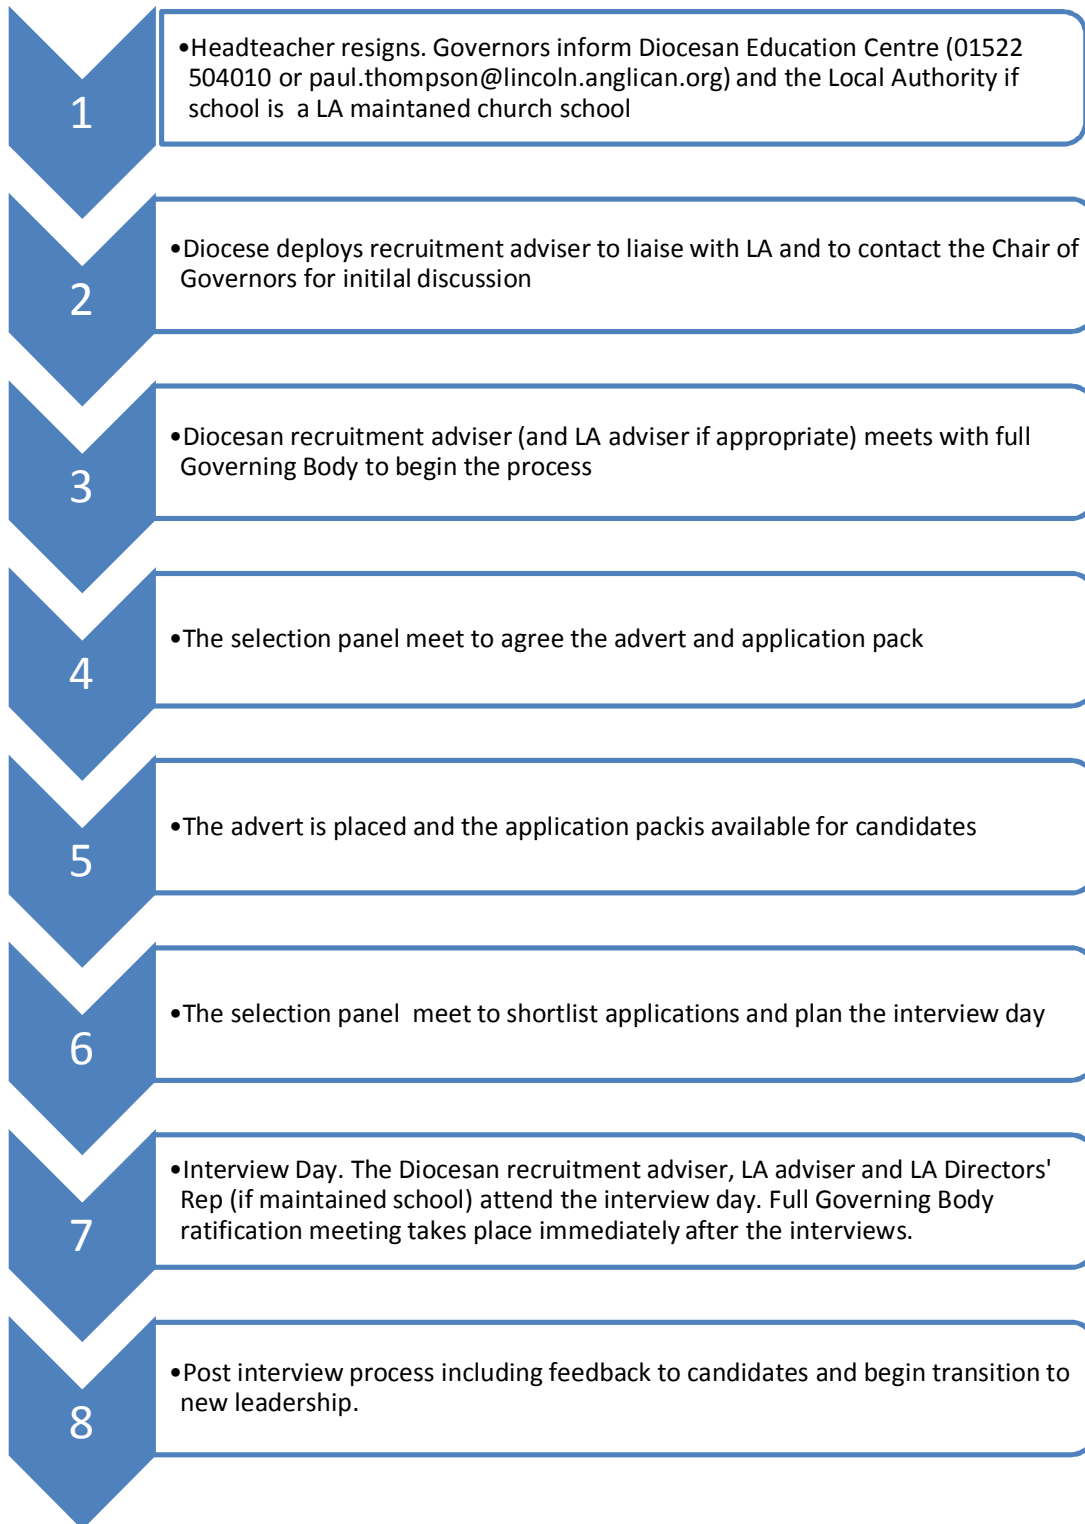 1
•Headteacher resigns. Governors inform Diocesan Education Centre (01522
504010 or paul.thompson@lincoln.anglican.org) and the Local Authority if
school is  a LA maintaned church school
2
•Diocese deploys recruitment adviser to liaise with LA and to contact the Chair of
Governors for initilal discussion
3
•Diocesan recruitment adviser (and LA adviser if appropriate) meets with full
Governing Body to begin the process
4
•The selection panel meet to agree the advert and application pack
5
•The advert is placed and the application packis available for candidates
6
•The selection panel  meet to shortlist applications and plan the interview day
7
•Interview Day. The Diocesan recruitment adviser, LA adviser and LA Directors'
Rep (if maintained school) attend the interview day. Full Governing Body
ratification meeting takes place immediately after the interviews.
8
•Post interview process including feedback to candidates and begin transition to
new leadership.